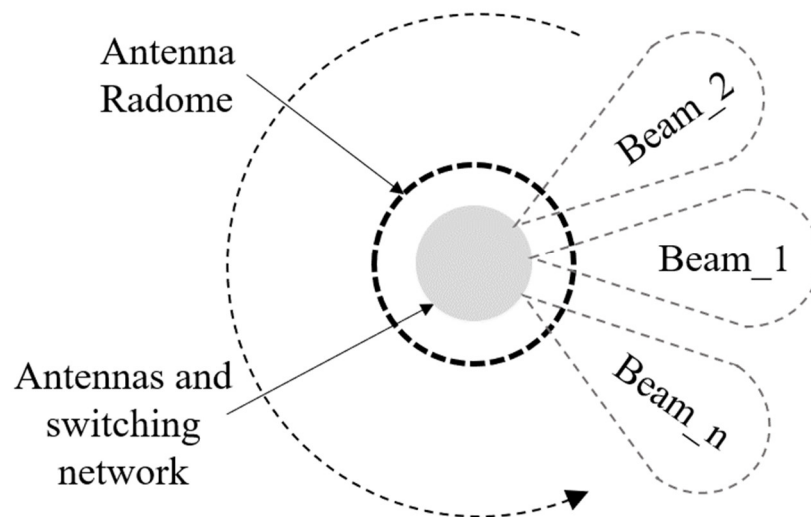 Antenna
Radome
Beam_2
Beam_1
Beam_n
Antennas and
switching
network